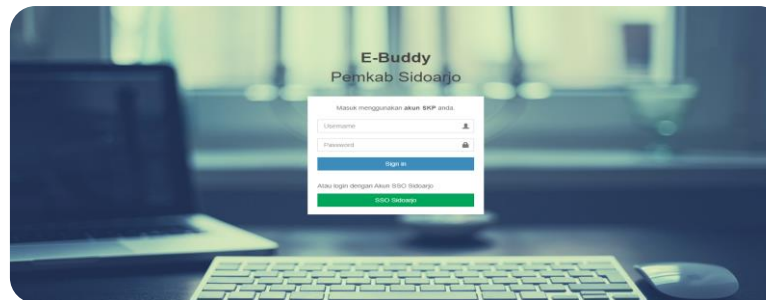 E-Buddy
Pemkab Sidoarjo
Masuk menggunakan akun SKP anda
Username
Password
Sign in
Atau login dengan Akun SSO Sidoarjo
SSO Sidoarjo